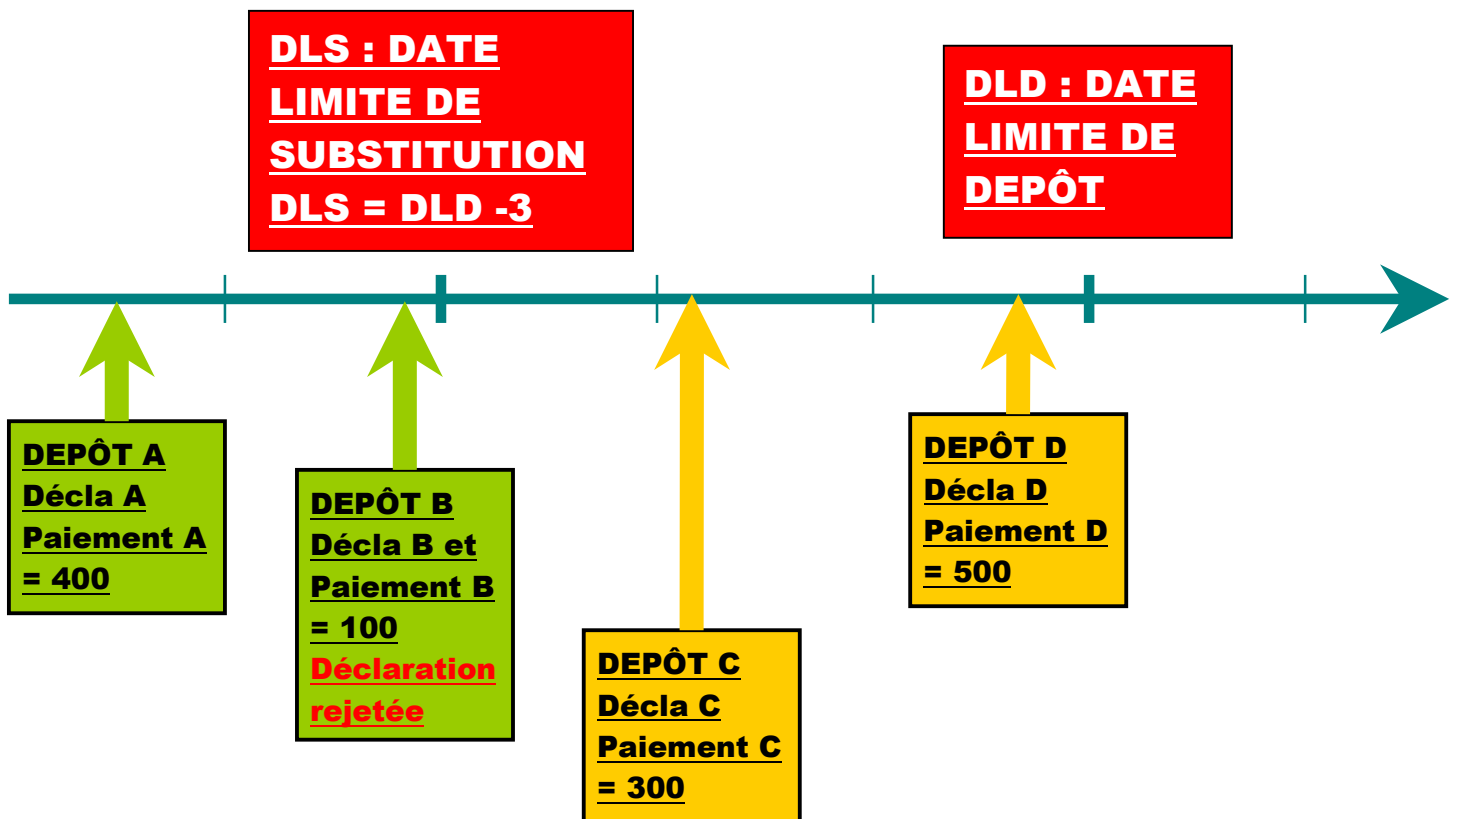 DLS : DATE
LIMITE DE
SUBSTITUTION
DLS = DLD -3
DLD : DATE
LIMITE DE
DEPÔT
DEPÔT A
Décla A
Paiement A
= 400
DEPÔT B
Décla B et
Paiement B
= 100
Déclaration
rejetée
DEPÔT C
Décla C
Paiement C
= 300
DEPÔT D
Décla D
Paiement D
= 500